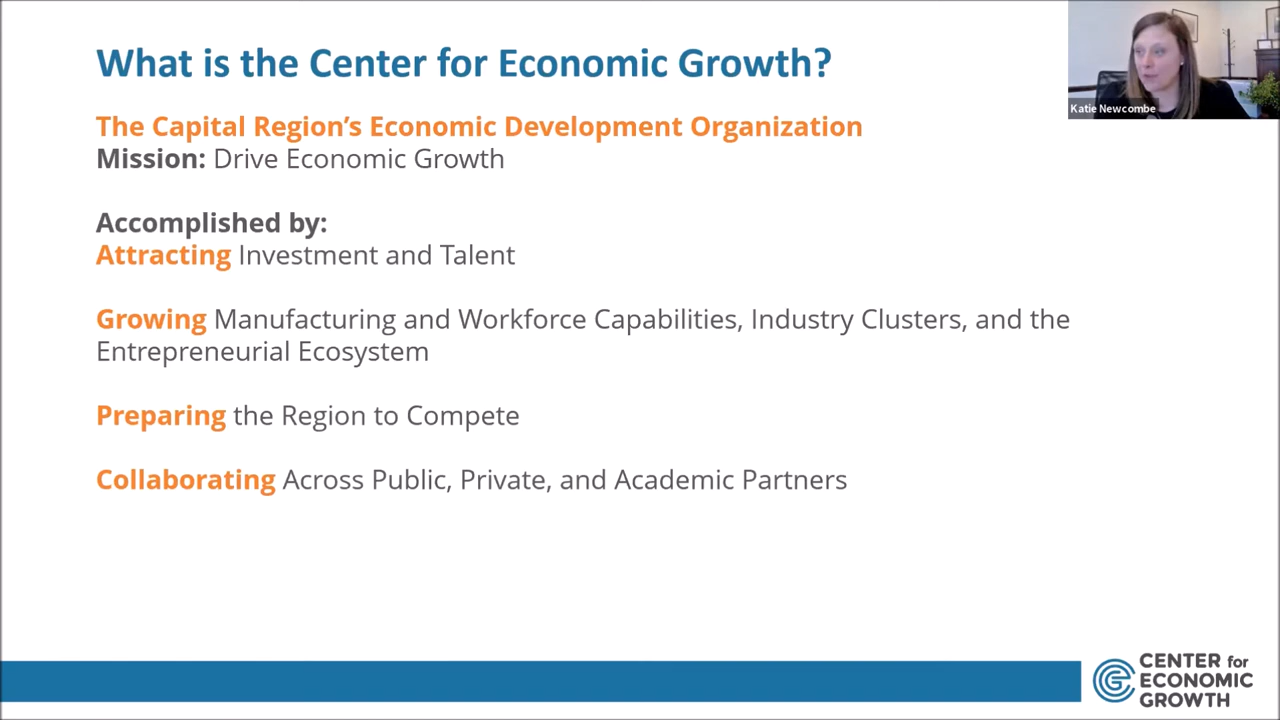 What is the Center for Economic Growth?
Katie Newcombe
The Capital Region’s Economic Development Organization
Mission: Drive Economic Growth
Accomplished by:
Attracting Investment and Talent
Growing Manufacturing and Workforce Capabilities, Industry Clusters, and the
Entrepreneurial Ecosystem
Preparing the Region to Compete
Collaborating Across Public, Private, and Academic Partners
CENTER for
ECONOMIC
GROWTH